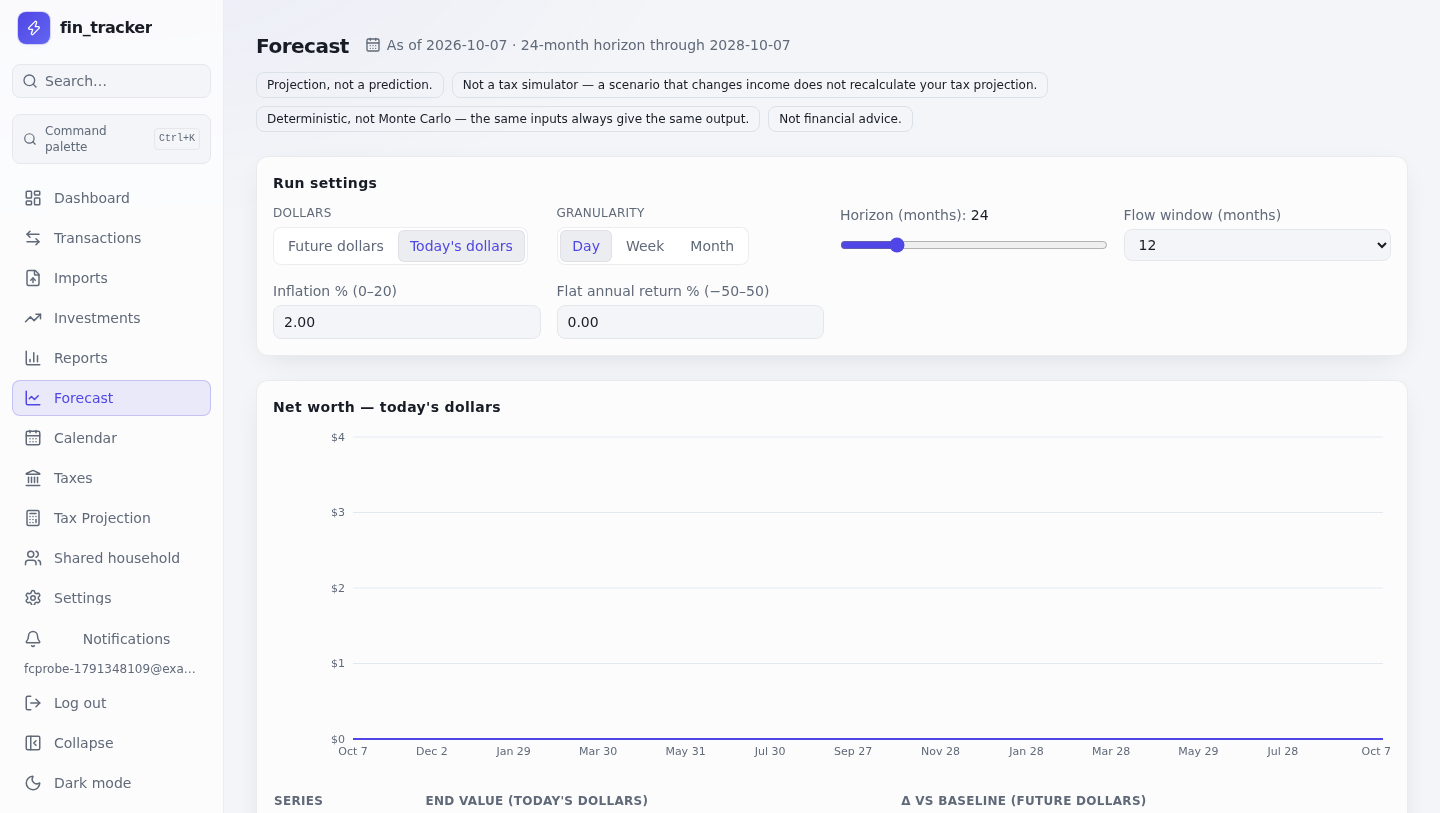 fin_tracker
Search…
Command palette
Ctrl+K
Dashboard
Transactions
Imports
Investments
Reports
Forecast
Calendar
Taxes
Tax Projection
Shared household
Settings
Notifications
fcprobe-1791348109@exa…
Log out
Collapse
Dark mode
Forecast
As of 2026-10-07 · 24-month horizon through 2028-10-07
Projection, not a prediction.
Not a tax simulator — a scenario that changes income does not recalculate your tax projection.
Deterministic, not Monte Carlo — the same inputs always give the same output.
Not financial advice.
Run settings
DOLLARS
Future dollars
Today's dollars
GRANULARITY
Day
Week
Month
Horizon (months): 24
Flow window (months)
12
Inflation % (0–20)
2.00
Flat annual return % (−50–50)
0.00
Net worth — today's dollars
$4
$3
$2
$1
$0
Oct 7
Dec 2
Jan 29
Mar 30
May 31
Jul 30
Sep 27
Nov 28
Jan 28
Mar 28
May 29
Jul 28
Oct 7
SERIES
END VALUE (TODAY'S DOLLARS)
Δ VS BASELINE (FUTURE DOLLARS)